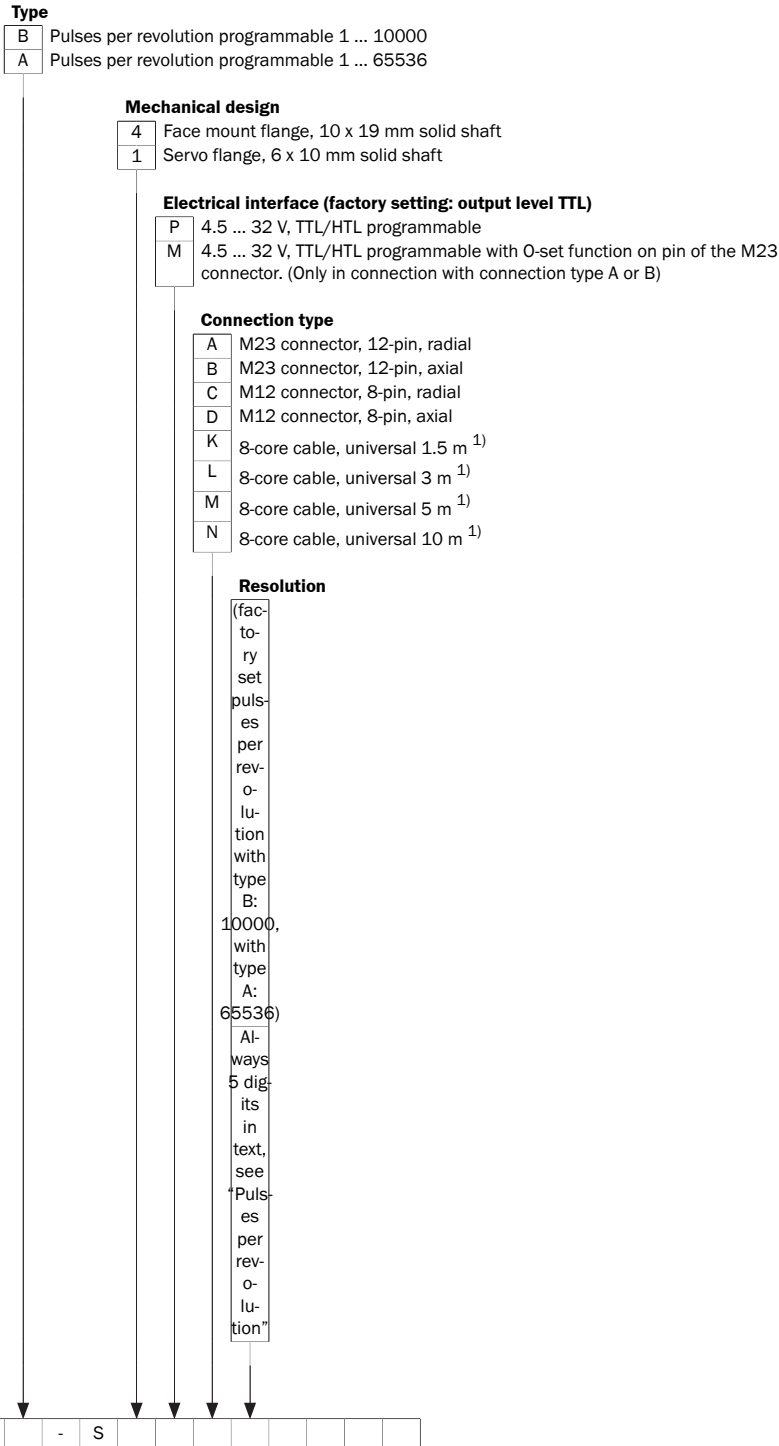 Type
B Pulses per revolution programmable 1 ... 10000
A Pulses per revolution programmable 1 ... 65536
Mechanical design
4 Face mount flange, 10 x 19 mm solid shaft
1 Servo flange, 6 x 10 mm solid shaft
Electrical interface (factory setting: output level TTL)
P 4.5 ... 32 V, TTL/HTL programmable
M 4.5 ... 32 V, TTL/HTL programmable with O-set function on pin of the M23
connector. (Only in connection with connection type A or B)
Connection type
A M23 connector, 12-pin, radial
B M23 connector, 12-pin, axial
C M12 connector, 8-pin, radial
D M12 connector, 8-pin, axial
K 8-core cable, universal 1.5 m 1)
L 8-core cable, universal 3 m 1)
M 8-core cable, universal 5 m 1)
N 8-core cable, universal 10 m 1)
Resolution
(fac-
to-
ry
set
puls-
es
per
rev-
o-
lu-
tion
with
type
B:
10000,
with
type
A:
65536)
Al-
ways
5 dig-
its
in
text,
see
“Puls-
es
per
rev-
o-
lu-
tion”
- S